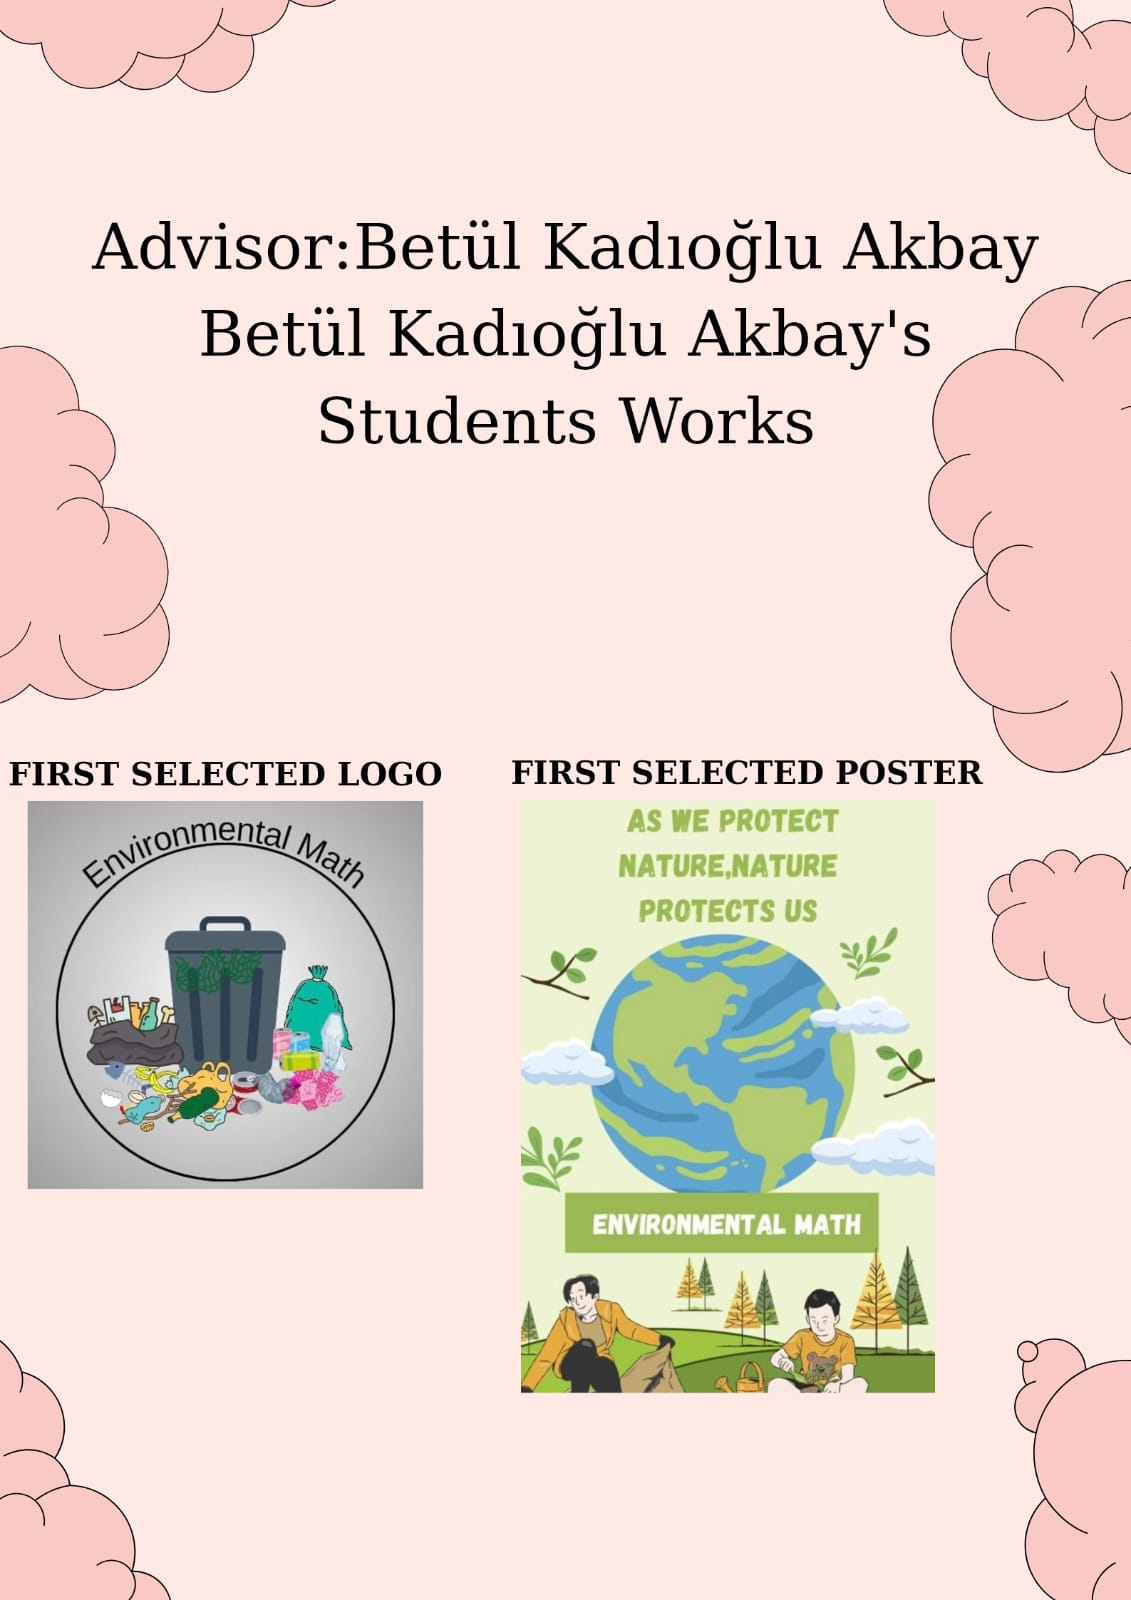 Advisor:Betül Kadıoğlu Akbay
Betül Kadıoğlu Akbay's
Students Works
FIRST SELECTED LOGO
Environmental Math
FIRST SELECTED POSTER
AS WE PROTECT
NATURE,NATURE
PROTECTS US
ENVIRONMENTAL MATH